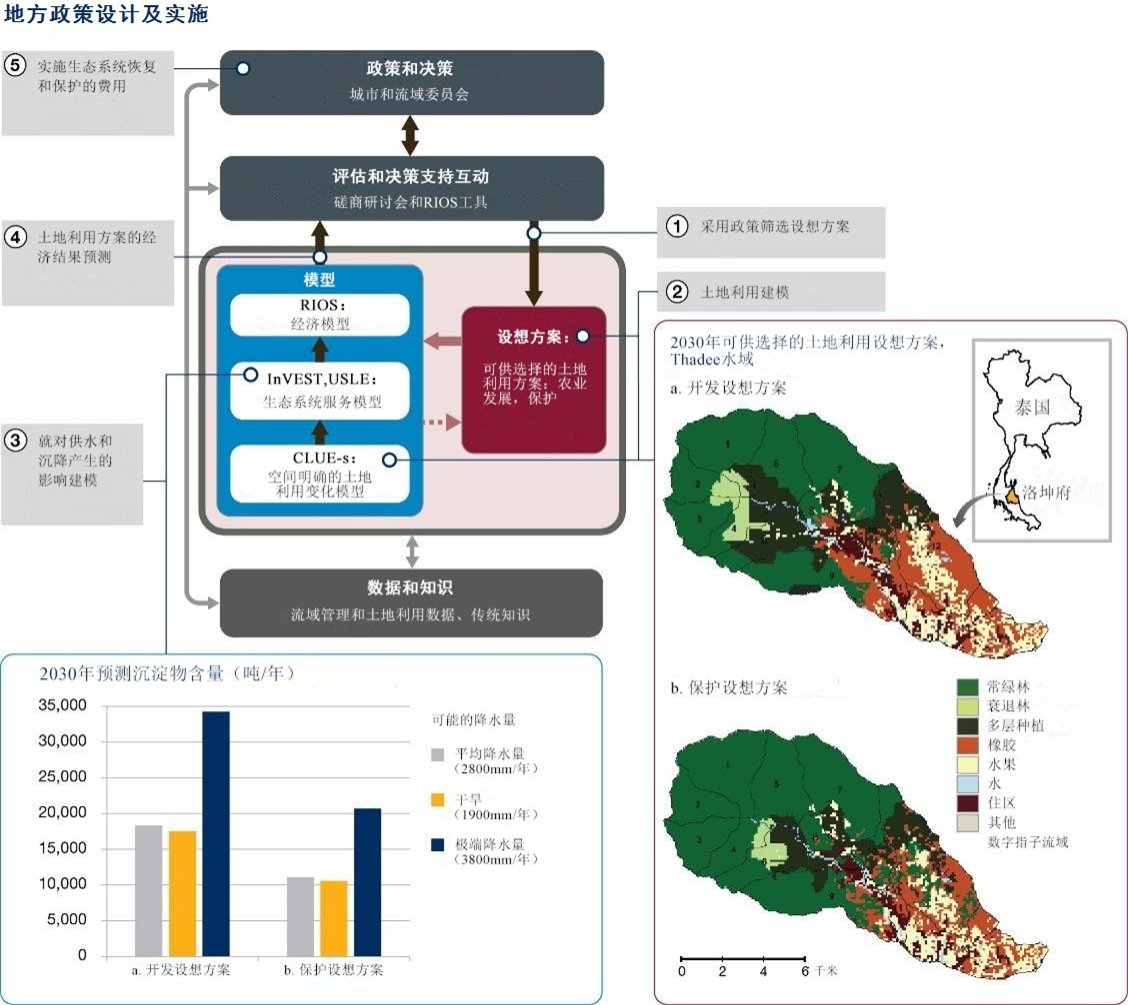 地方政策设计及实施
⑤ 实施生态系统恢复
和保护的费用
政策和决策
城市和流域委员会
评估和决策支持互动
磋商研讨会和RIOS工具
④ 土地利用方案的经
济结果预测
① 采用政策筛选设想方案
② 土地利用建模
模型
RIOS：
经济模型
InVEST,USLE：
生态系统服务模型
CLUE-s：
空间明确的土地
利用变化模型
设想方案：
可供选择的土地
利用方案：农业
发展，保护
③ 就对供水和
沉降产生的
影响建模
数据和知识
流域管理和土地利用数据、传统知识
2030年预测沉淀物含量（吨/年）
35,000
30,000
25,000
20,000
15,000
10,000
5,000
0
a. 开发设想方案
b. 保护设想方案
可能的降水量
平均降水量
（2800mm/年）
干旱
（1900mm/年）
极端降水量
（3800mm/年）
2030年可供选择的土地利用设想方案，
Thadee水域
a. 开发设想方案
泰国
洛坤府
1
5
7
2
3
4
9
12
b. 保护设想方案
1
5
7
2
3
4
9
常绿林
衰退林
多层种植
橡胶
水果
水
住区
其他
数字指子流域
0 2 4 6 千米